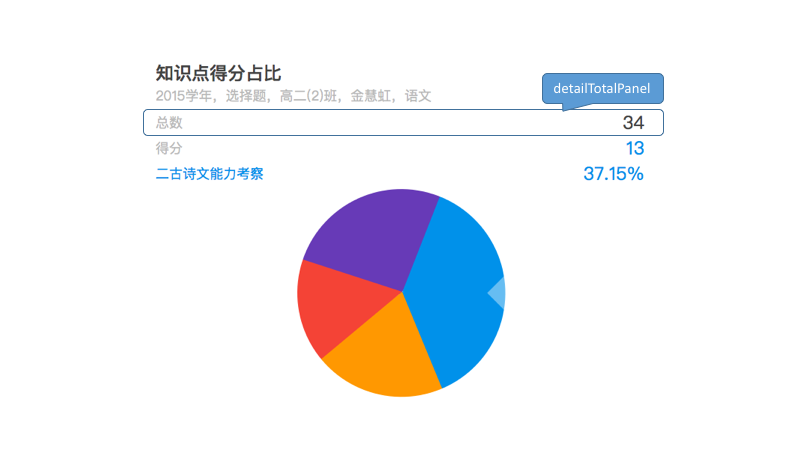 知识点得分占比
2015学年，选择题，高二(2)班，金慧虹，语文
detailTotalPanel
总数 34
得分 13
二古诗文能力考察 37.15%